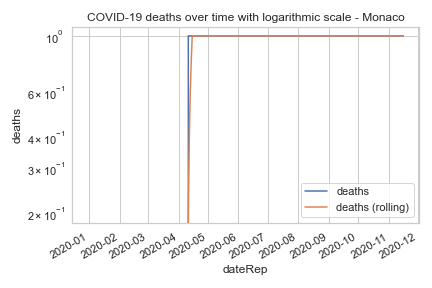 COVID-19 deaths over time with logarithmic scale - Monaco
10⁰
6 × 10⁻¹
4 × 10⁻¹
3 × 10⁻¹
2 × 10⁻¹
deaths
deaths
deaths (rolling)
2020-01
2020-02
2020-03
2020-04
2020-05
2020-06
2020-07
2020-08
2020-09
2020-10
2020-11
2020-12
dateRep